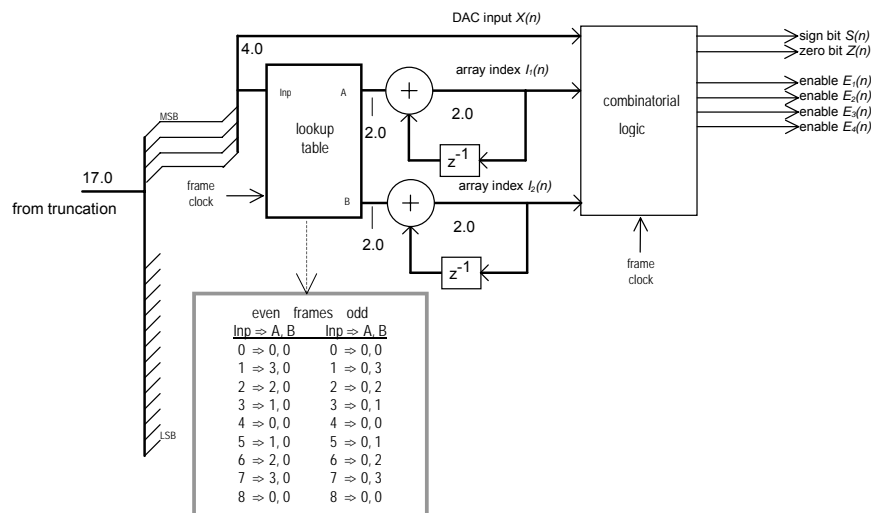 DAC input X(n)
sign bit S(n)
zero bit Z(n)
4.0
array index I₁(n)
enable E₁(n)
enable E₂(n)
enable E₃(n)
enable E₄(n)
Inp
A
+
combinatorial
logic
lookup
table
MSB
2.0
2.0
z⁻¹
17.0
from truncation
frame
clock
array index I₂(n)
B
+
2.0
2.0
z⁻¹
frame
clock
even frames odd
Inp ⇒ A, B Inp ⇒ A, B
0 ⇒ 0, 0 0 ⇒ 0, 0
1 ⇒ 3, 0 1 ⇒ 0, 3
2 ⇒ 2, 0 2 ⇒ 0, 2
3 ⇒ 1, 0 3 ⇒ 0, 1
4 ⇒ 0, 0 4 ⇒ 0, 0
5 ⇒ 1, 0 5 ⇒ 0, 1
6 ⇒ 2, 0 6 ⇒ 0, 2
7 ⇒ 3, 0 7 ⇒ 0, 3
8 ⇒ 0, 0 8 ⇒ 0, 0
LSB